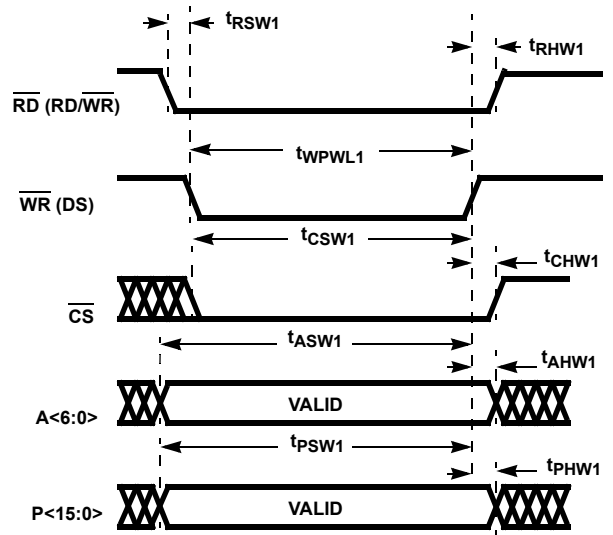 tRSW1
tRHW1
RD (RD/WR)
tWPWL1
WR (DS)
tCSW1
tCHW1
CS
tASW1
tAHW1
A<6:0>
VALID
tPSW1
tPHW1
P<15:0>
VALID